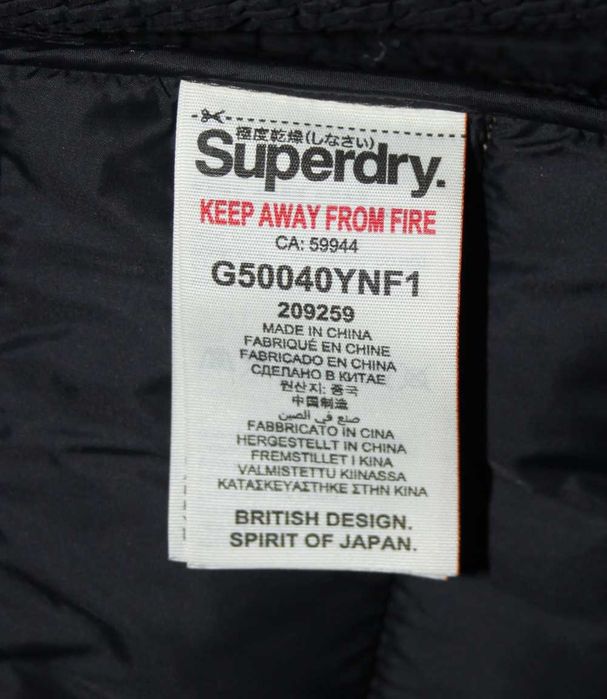 極度乾燥(しなさい)
Superdry.
KEEP AWAY FROM FIRE
CA: 59944
G50040YNF1
209259
MADE IN CHINA
FABRIQUÉ EN CHINE
FABRICADO EN CHINA
СДЕЛАНО В КИТАЕ
원산지: 중국
中国制造
صنع في الصين
FABBRICATO IN CINA
HERGESTELLT IN CHINA
FREMSTILLET I KINA
VALMISTETTU KIINASSA
ΚΑΤΑΣΚΕΥΑΣΤΗΚΕ ΣΤΗΝ ΚΙΝΑ
BRITISH DESIGN.
SPIRIT OF JAPAN.